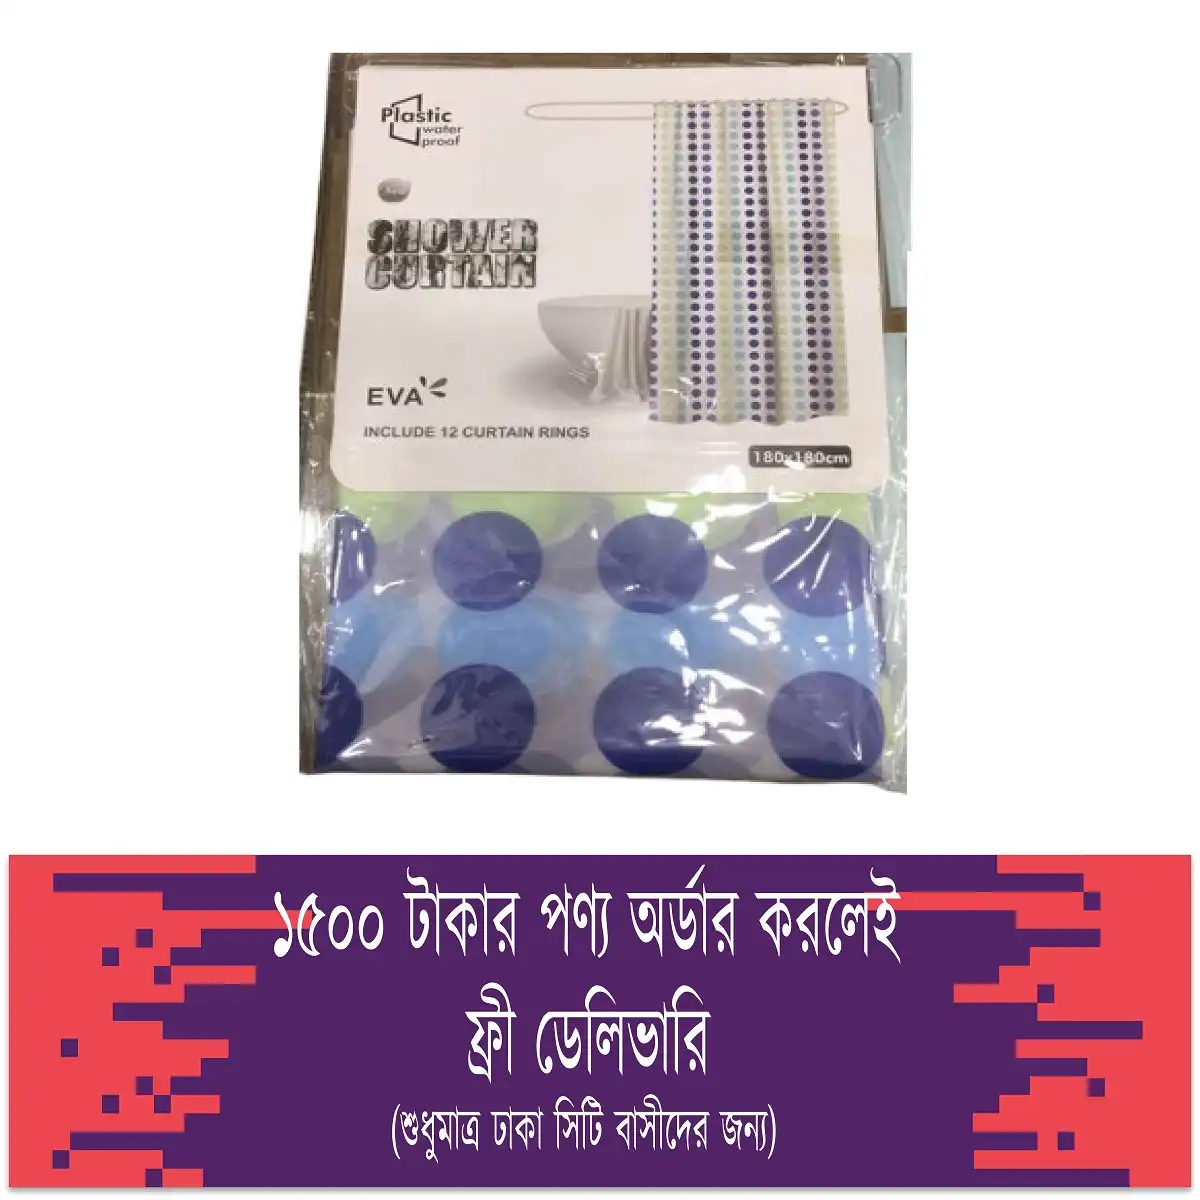 Plastic
water
proof
SHOWER
CURTAIN
EVA
INCLUDE 12 CURTAIN RINGS
180x180cm
১৫০০ টাকার পণ্য অর্ডার করলেই
ফ্রী ডেলিভারি
(শুধুমাত্র ঢাকা সিটি বাসীদের জন্য)